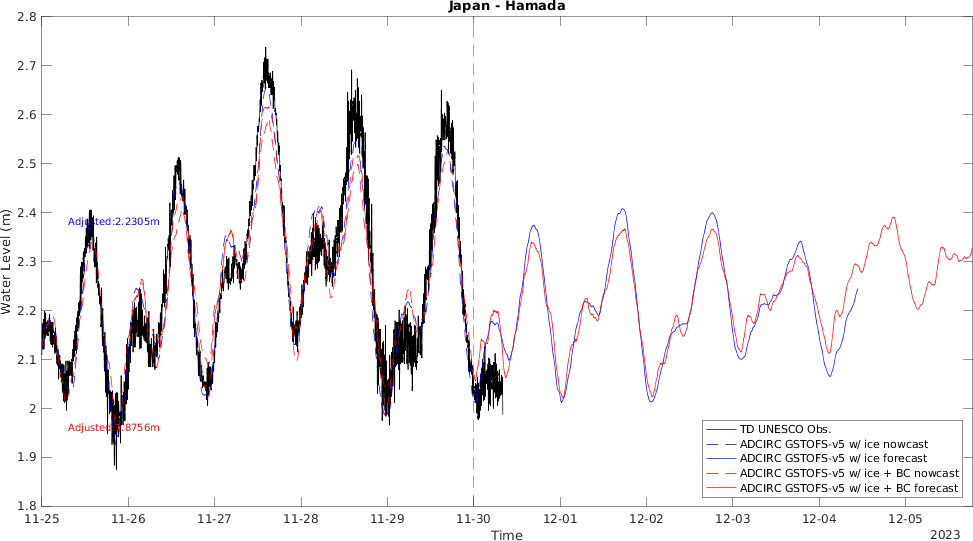 Japan - Hamada
2.8
2.7
2.6
2.5
2.4
2.3
2.2
2.1
2
1.9
1.8
Water Level (m)
Adjusted:2.2305m
Adjusted:1.8756m
TD UNESCO Obs.
ADCIRC GSTOFS-v5 w/ ice nowcast
ADCIRC GSTOFS-v5 w/ ice forecast
ADCIRC GSTOFS-v5 w/ ice + BC nowcast
ADCIRC GSTOFS-v5 w/ ice + BC forecast
11-25 11-26 11-27 11-28 11-29 11-30 12-01 12-02 12-03 12-04 12-05
Time
2023